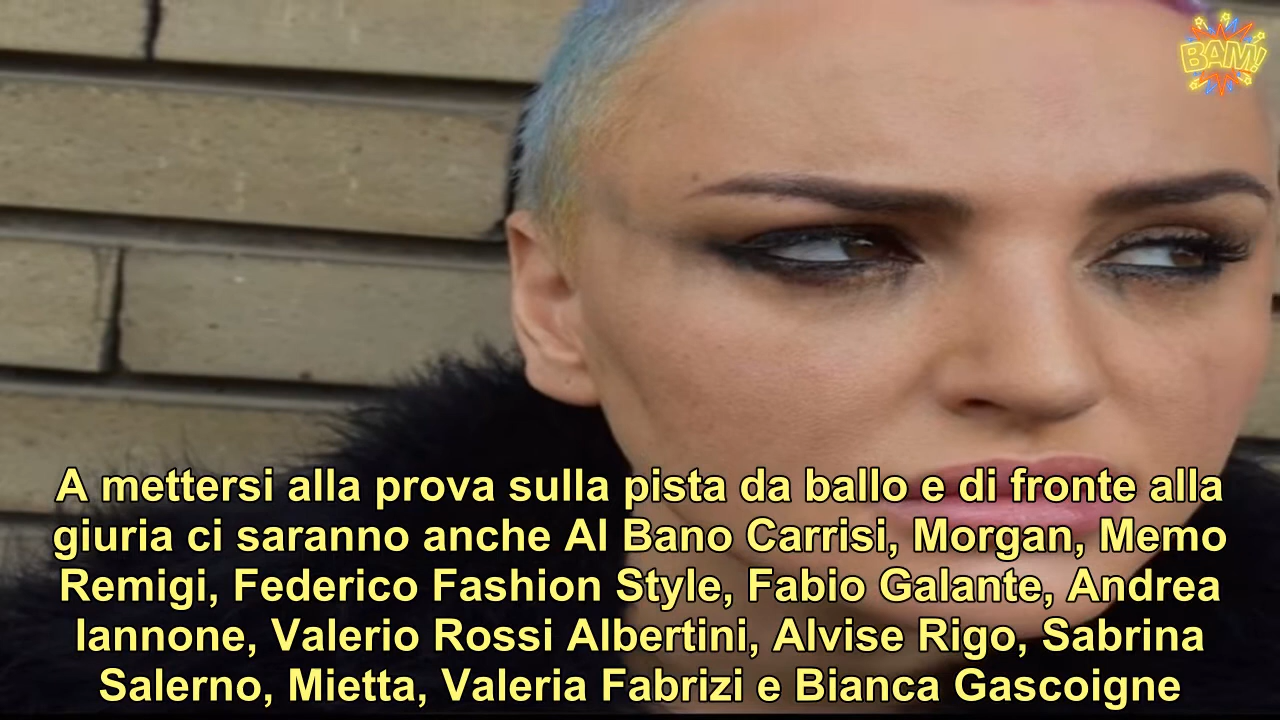 BAM!
A mettersi alla prova sulla pista da ballo e di fronte alla
giuria ci saranno anche Al Bano Carrisi, Morgan, Memo
Remigi, Federico Fashion Style, Fabio Galante, Andrea
Iannone, Valerio Rossi Albertini, Alvise Rigo, Sabrina
Salerno, Mietta, Valeria Fabrizi e Bianca Gascoigne